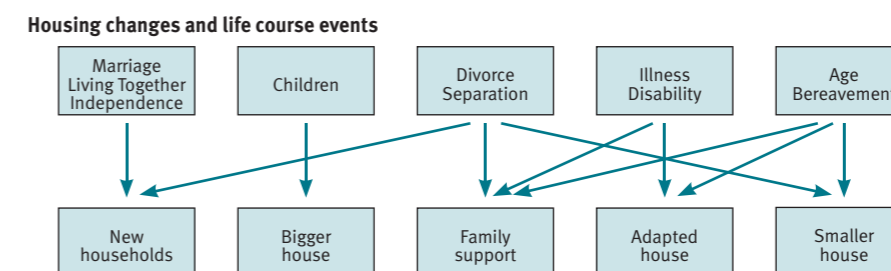 Housing changes and life course events
Marriage
Living Together
Independence
Children
Divorce
Separation
Illness
Disability
Age
Bereavement
New
households
Bigger
house
Family
support
Adapted
house
Smaller
house